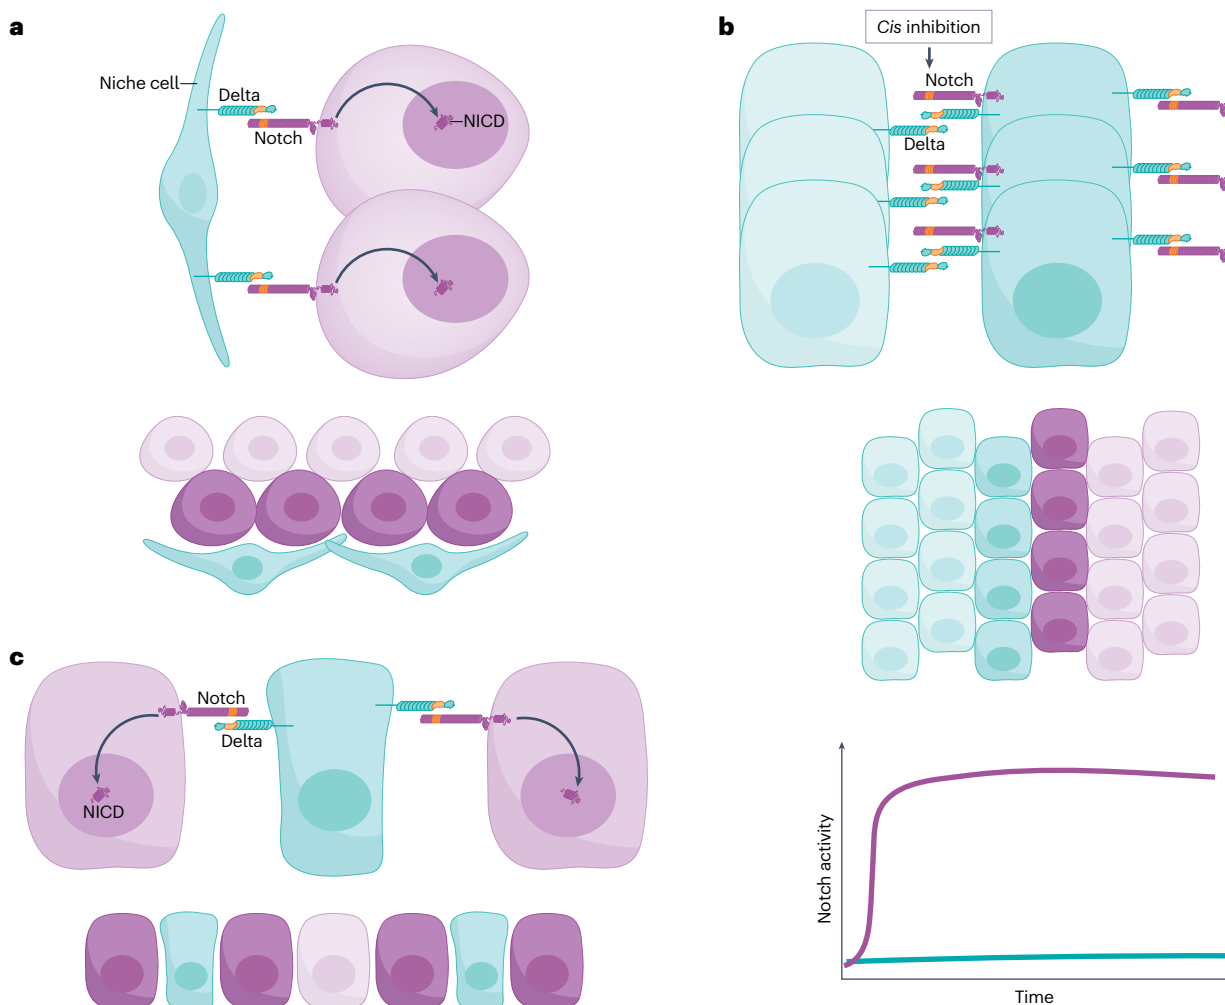 a
Niche cell
Delta
Notch
NICD
b
Cis inhibition
Notch
Delta
c
Notch
Delta
NICD
Notch activity
Time